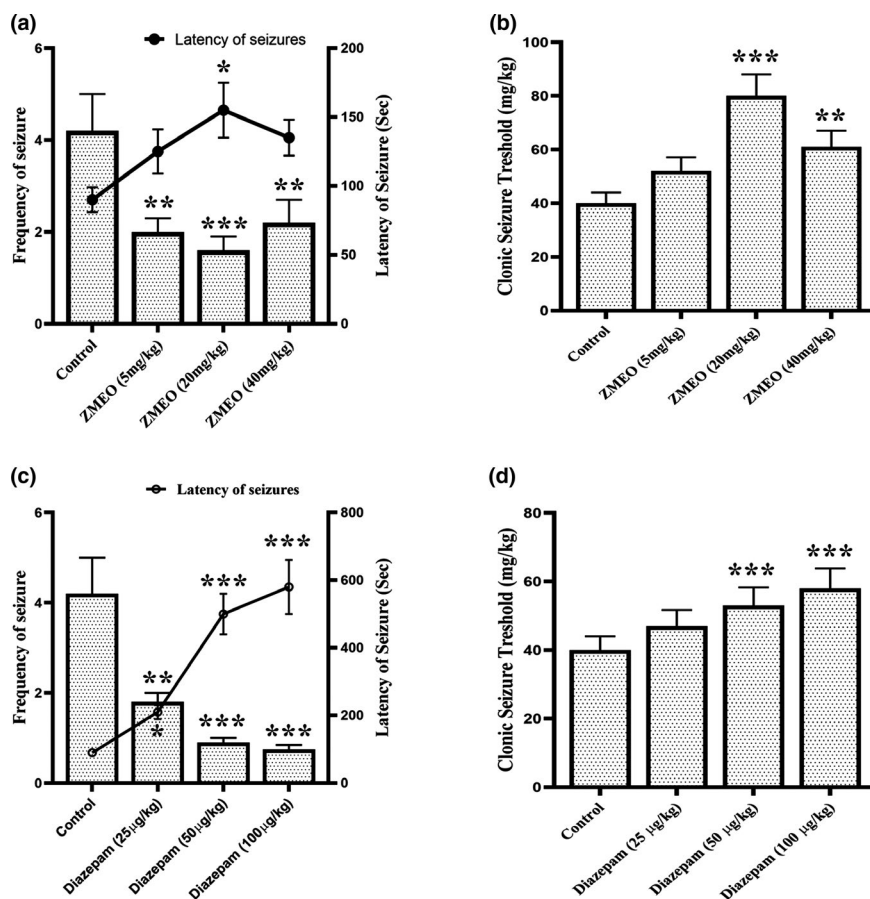 (a)
Latency of seizures
6
4
2
0
Frequency of seizure
200
150
100
50
0
Latency of Seizure (Sec)
*
**
***
**
Control
ZMEO (5mg/kg)
ZMEO (20mg/kg)
ZMEO (40mg/kg)
(b)
100
80
60
40
20
0
Clonic Seizure Treshold (mg/kg)
***
**
Control
ZMEO (5mg/kg)
ZMEO (20mg/kg)
ZMEO (40mg/kg)
(c)
Latency of seizures
6
4
2
0
Frequency of seizure
800
600
400
200
0
Latency of Seizure (Sec)
***
***
**
*
***
***
Control
Diazepam (25µg/kg)
Diazepam (50µg/kg)
Diazepam (100µg/kg)
(d)
80
60
40
20
0
Clonic Seizure Treshold (mg/kg)
***
***
Control
Diazepam (25 µg/kg)
Diazepam (50 µg/kg)
Diazepam (100 µg/kg)